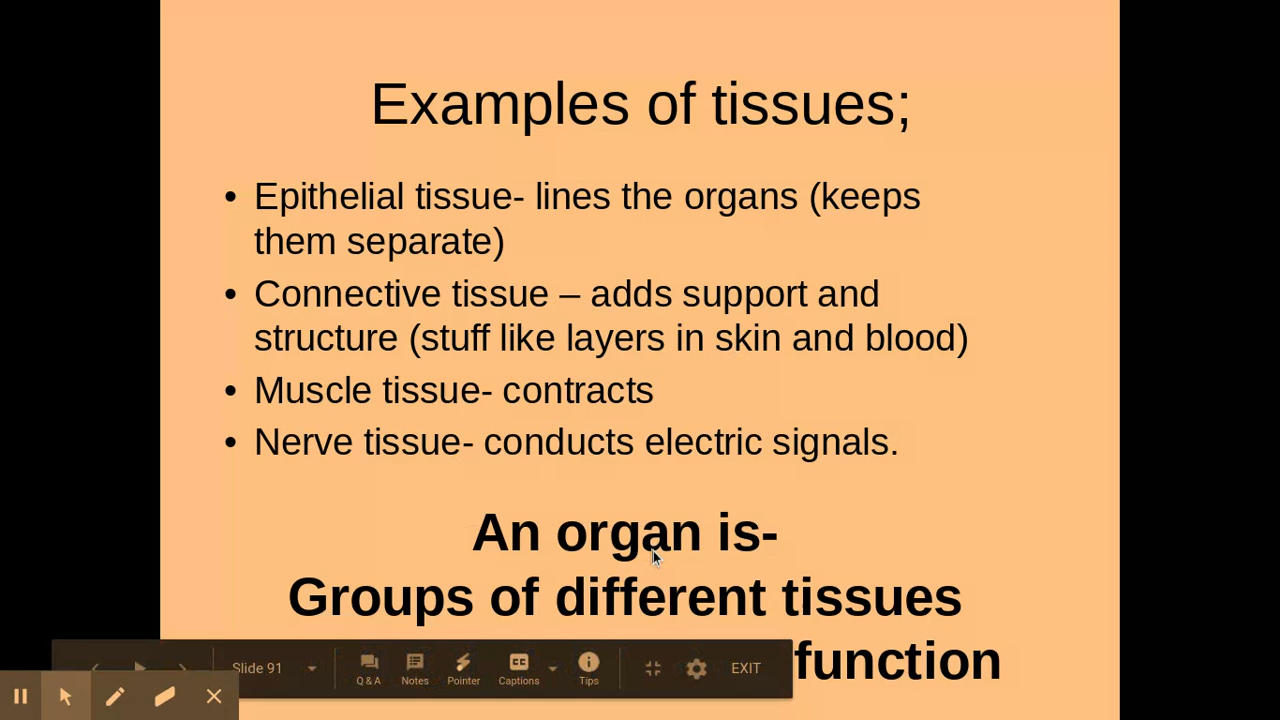 Examples of tissues;
• Epithelial tissue- lines the organs (keeps
them separate)
• Connective tissue – adds support and
structure (stuff like layers in skin and blood)
• Muscle tissue- contracts
• Nerve tissue- conducts electric signals.
An organ is-
Groups of different tissues
function
Slide 91
Q & A
Notes
Pointer
CC
Captions
Tips
EXIT